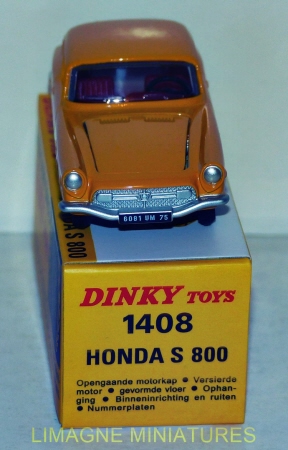 6081 UM 75
A S 800
DINKY TOYS
1408
HONDA S 800
Opengaande motorkap • Versierde
motor • gevormde vloer • Ophan-
ging • Binneninrichting en ruiten
• Nummerplaten
LIMAGNE MINIATURES